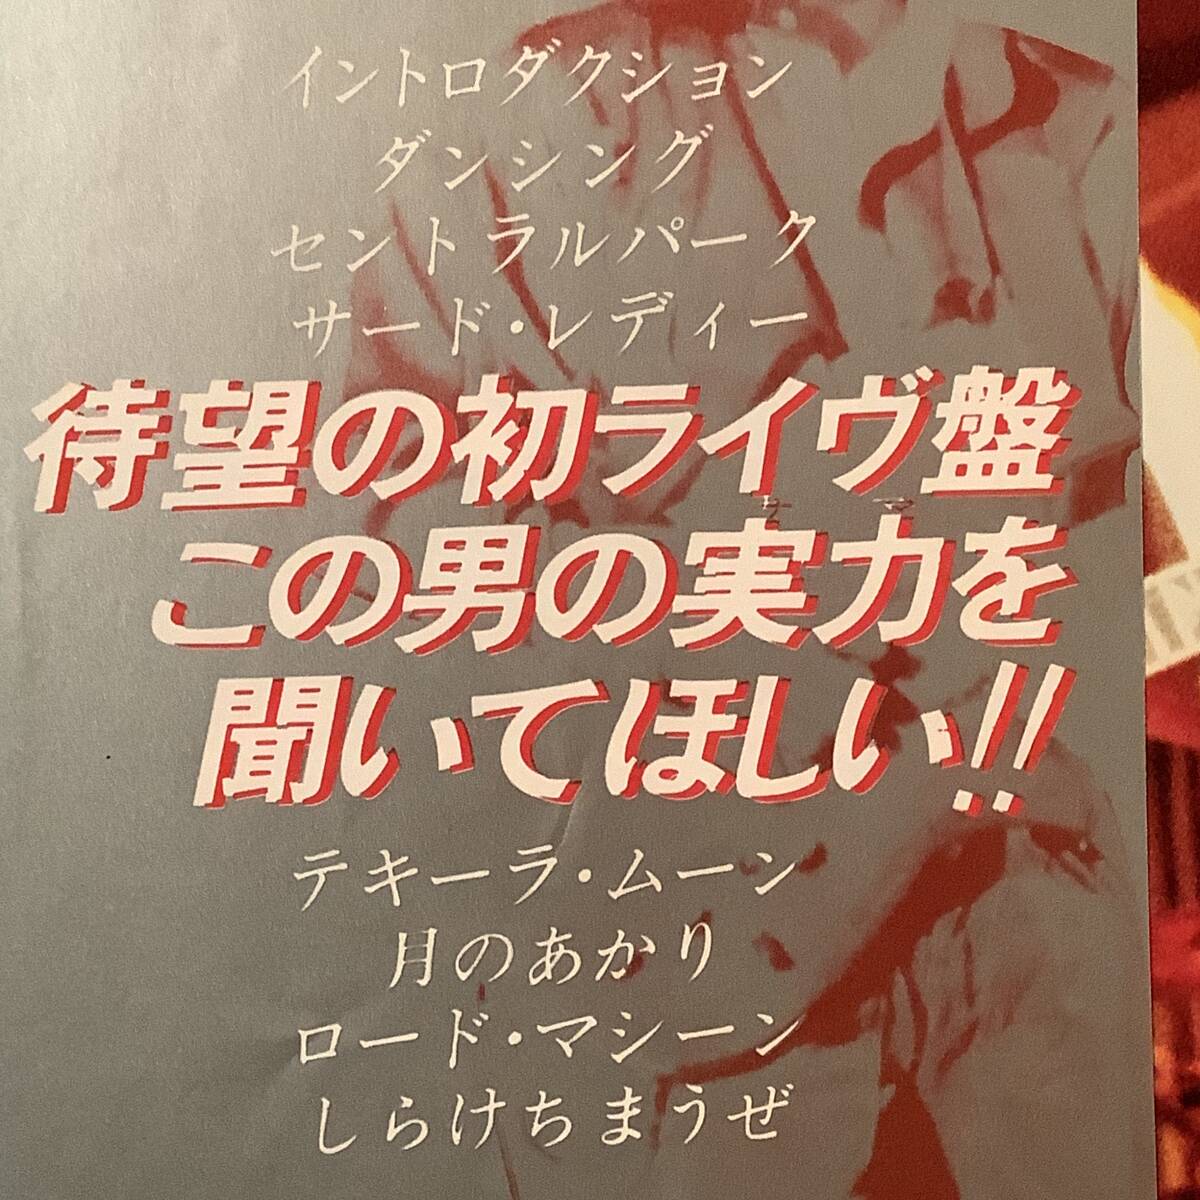 イントロダクション
ダンシング
セントラルパーク
サード・レディー
待望の初ライヴ盤
この男の実力を
聞いてほしい!!
テキーラ・ムーン
月のあかり
ロード・マシーン
しらけちまうぜ